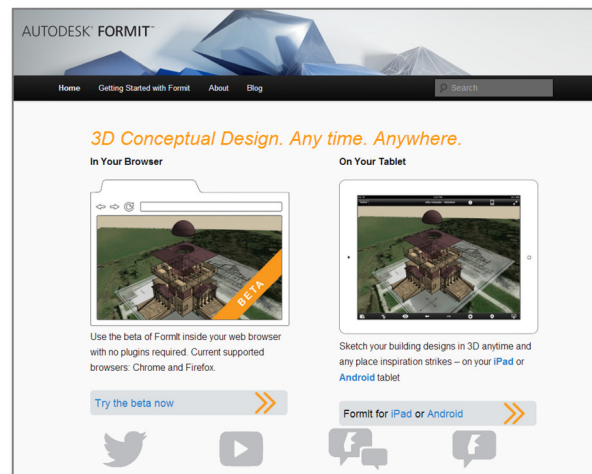 AUTODESK® FORMIT™
Home Getting Started with Formit About Blog Search
3D Conceptual Design. Any time. Anywhere.
In Your Browser
BETA
Use the beta of FormIt inside your web browser
with no plugins required. Current supported
browsers: Chrome and Firefox.
Try the beta now
On Your Tablet
Sketch your building designs in 3D anytime and
any place inspiration strikes – on your iPad or
Android tablet
FormIt for iPad or Android